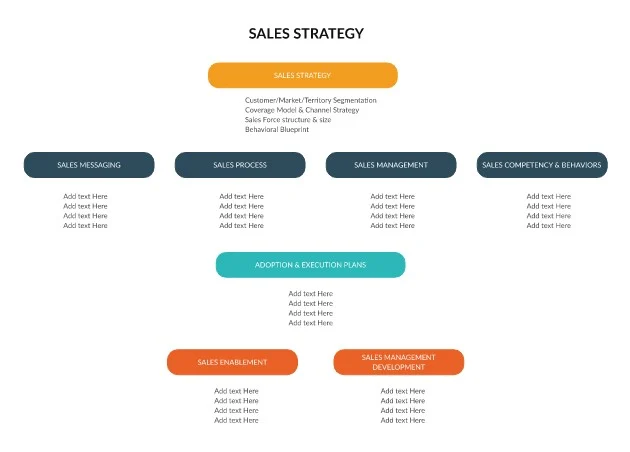 SALES STRATEGY
SALES STRATEGY
Customer/Market/Territory Segmentation
Coverage Model & Channel Strategy
Sales Force structure & size
Behavioral Blueprint
SALES MESSAGING
Add text Here
Add text Here
Add text Here
Add text Here
SALES PROCESS
Add text Here
Add text Here
Add text Here
Add text Here
SALES MANAGEMENT
Add text Here
Add text Here
Add text Here
Add text Here
SALES COMPETENCY & BEHAVIORS
Add text Here
Add text Here
Add text Here
Add text Here
ADOPTION & EXECUTION PLANS
Add text Here
Add text Here
Add text Here
Add text Here
SALES ENABLEMENT
Add text Here
Add text Here
Add text Here
Add text Here
SALES MANAGEMENT
DEVELOPMENT
Add text Here
Add text Here
Add text Here
Add text Here